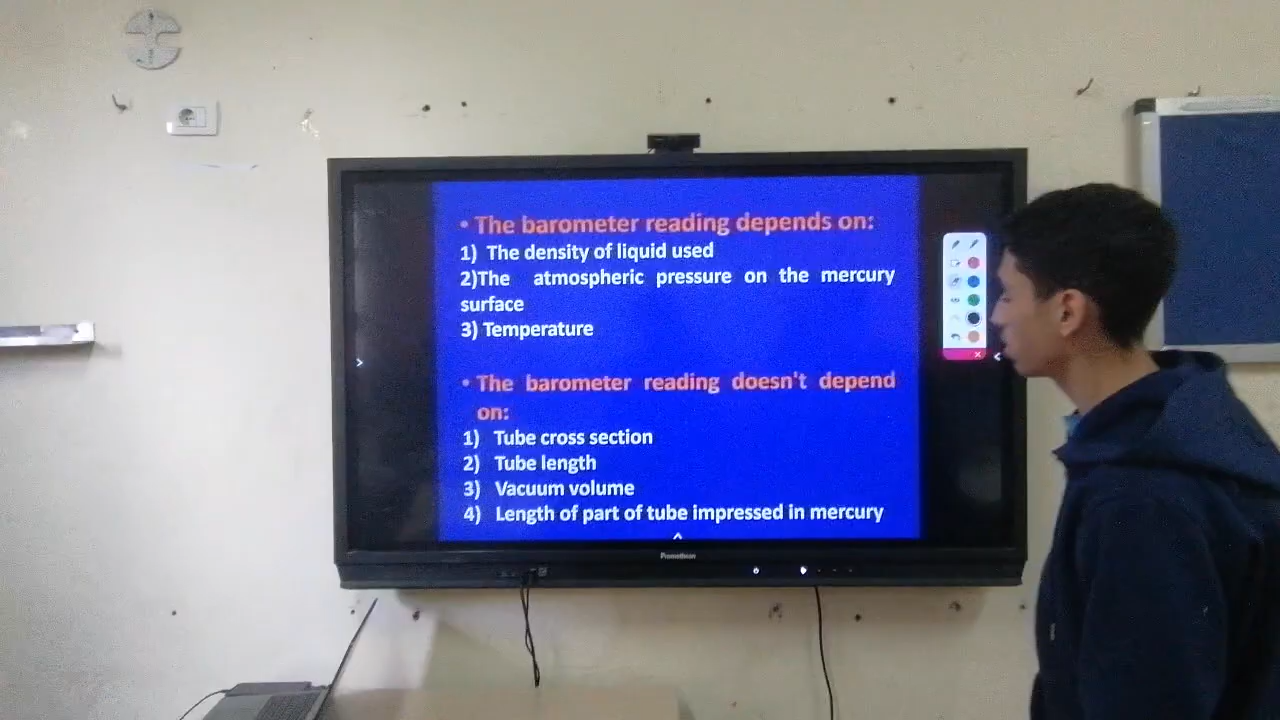 • The barometer reading depends on:
1) The density of liquid used
2)The atmospheric pressure on the mercury
surface
3) Temperature
• The barometer reading doesn't depend
on:
1) Tube cross section
2) Tube length
3) Vacuum volume
4) Length of part of tube impressed in mercury
Promethean